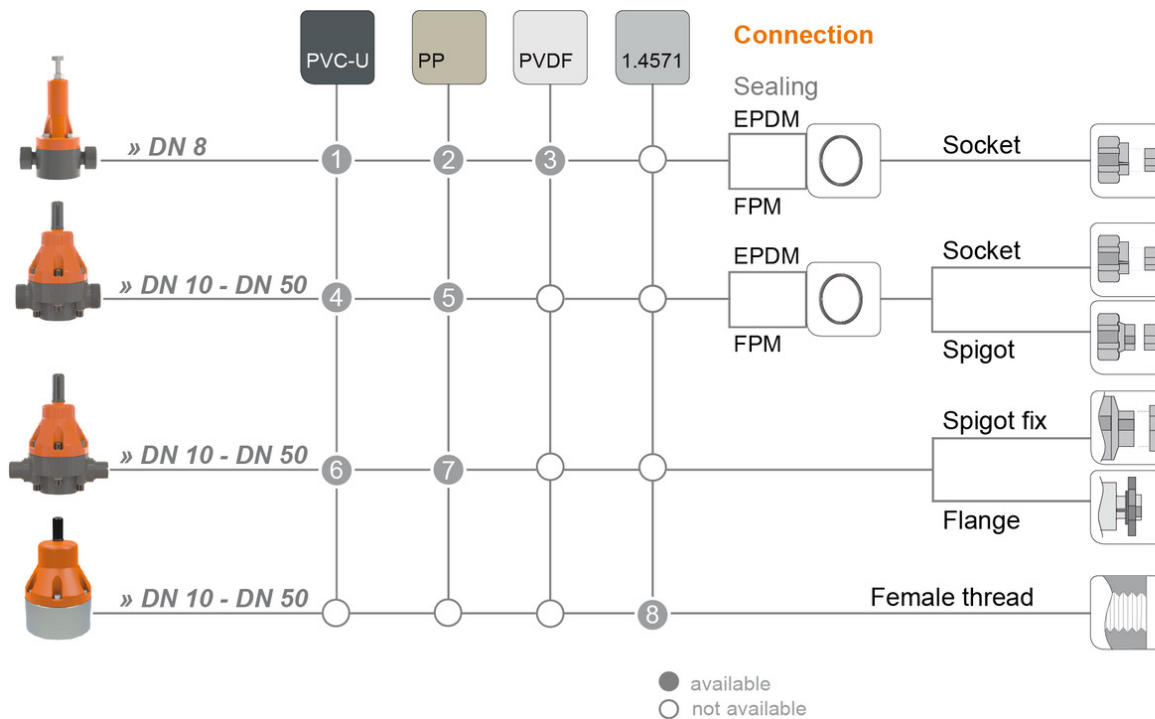 PVC-U
PP
PVDF
1.4571
Connection
Sealing
EPDM
» DN 8
1
2
3
Socket
FPM
EPDM
Socket
» DN 10 - DN 50
4
5
FPM
Spigot
Spigot fix
» DN 10 - DN 50
6
7
Flange
» DN 10 - DN 50
8
Female thread
available
not available